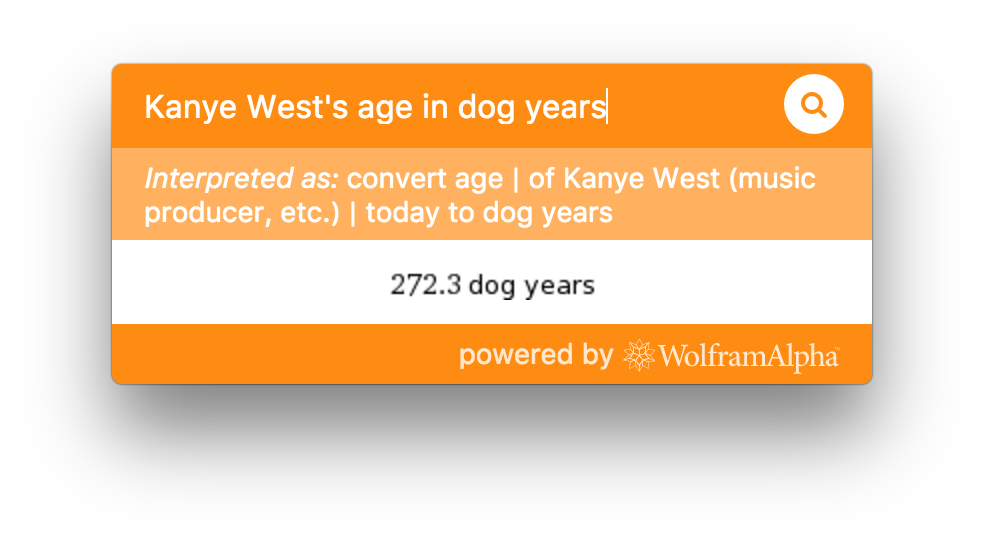 Kanye West's age in dog years
Interpreted as: convert age | of Kanye West (music
producer, etc.) | today to dog years
272.3 dog years
powered by WolframAlpha™